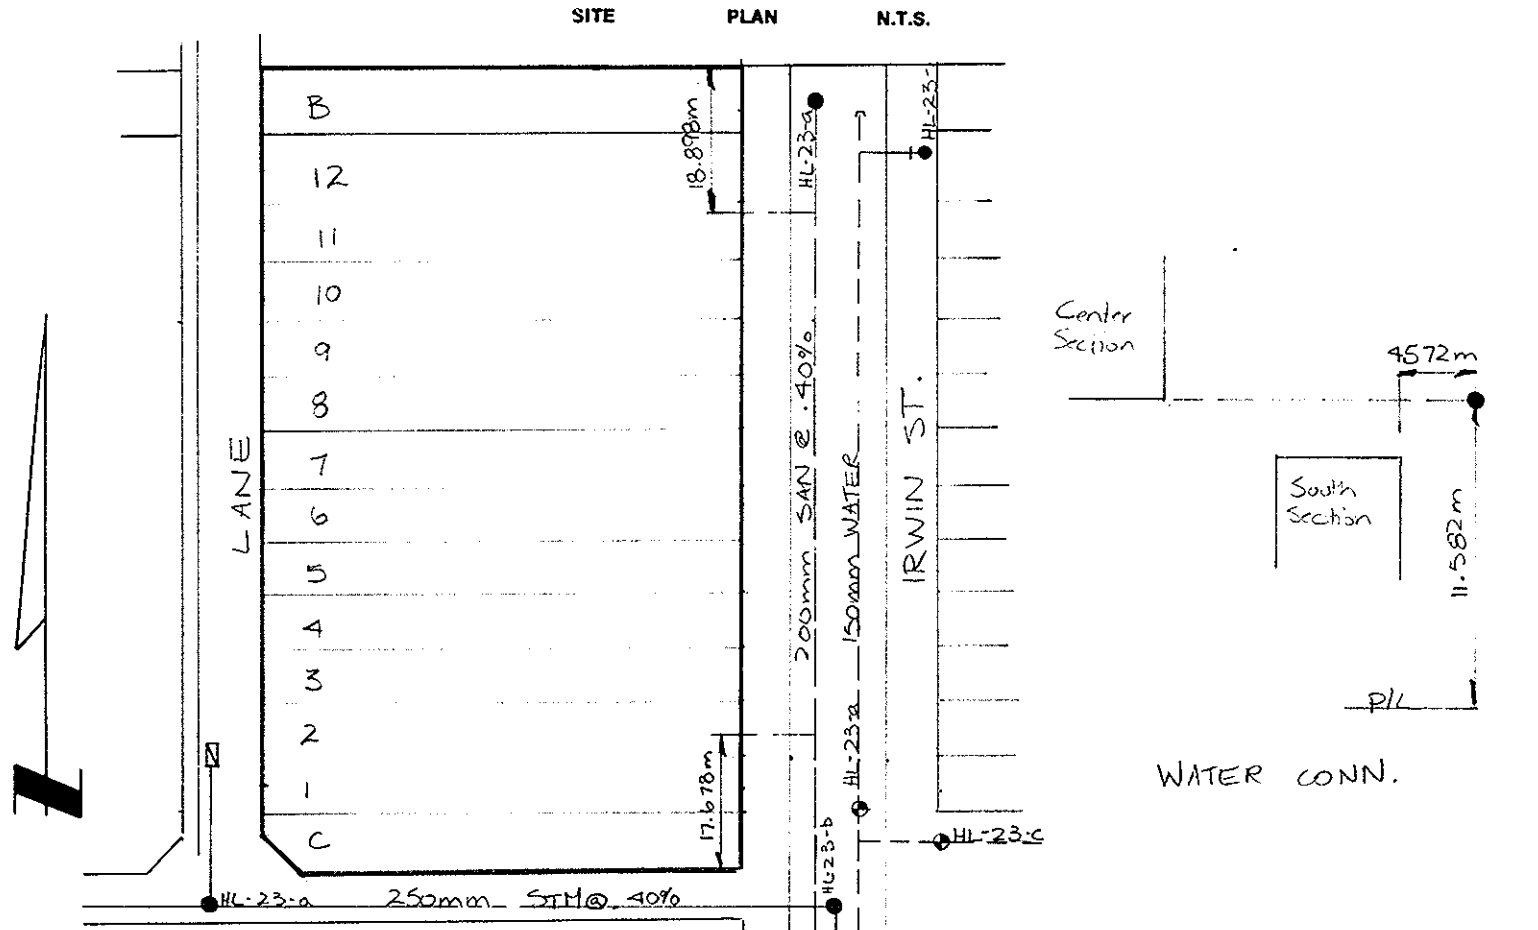 SITE PLAN N.T.S.
B
12
11
10
9
8
7
6
5
4
3
2
1
C
LANE
18.898m
17.678m
HL-23-a
HL-23-
200mm SAN @ .40%
150mm WATER
IRWIN ST.
HL-23-a
HL-23-b
HL-23-c
HL-23-a
250mm STM @ .40%
Center
Section
4572m
South
Section
11.582m
P/L
WATER CONN.